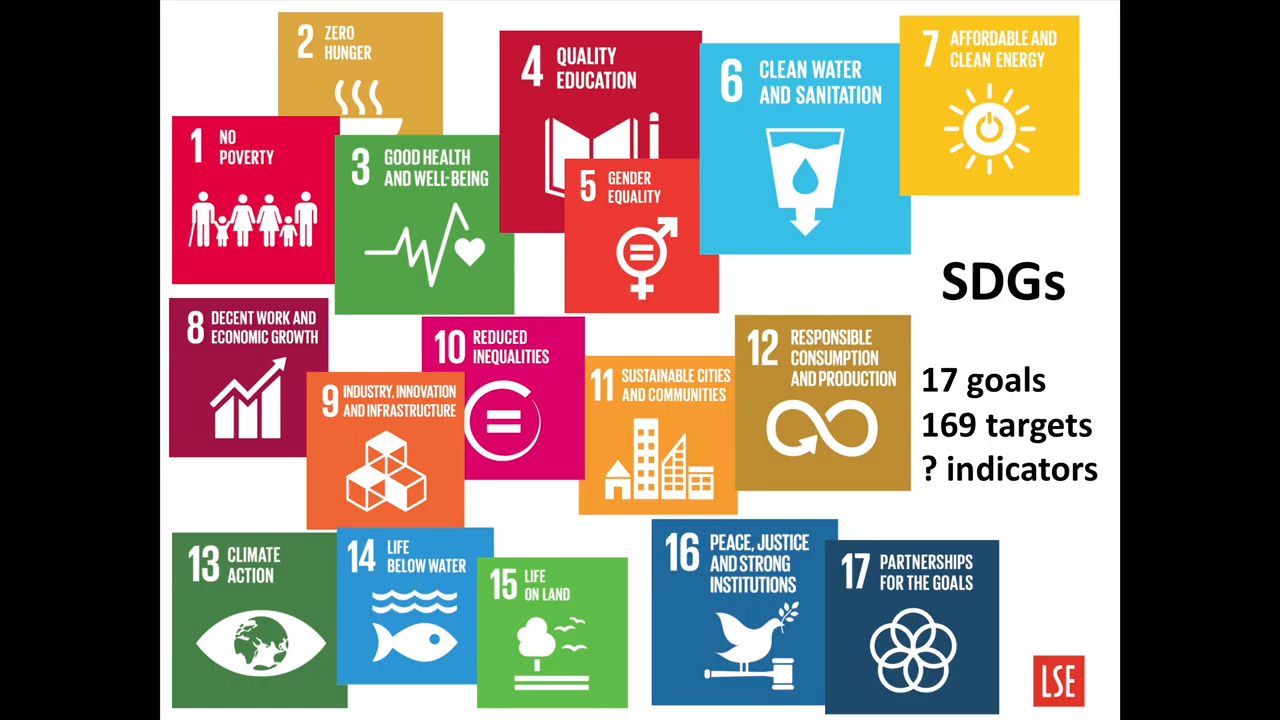 2 ZERO
HUNGER
4 QUALITY
EDUCATION
6 CLEAN WATER
AND SANITATION
7 AFFORDABLE AND
CLEAN ENERGY
1 NO
POVERTY
3 GOOD HEALTH
AND WELL-BEING
5 GENDER
EQUALITY
SDGs
8 DECENT WORK AND
ECONOMIC GROWTH
10 REDUCED
INEQUALITIES
9 INDUSTRY, INNOVATION
AND INFRASTRUCTURE
11 SUSTAINABLE CITIES
AND COMMUNITIES
12 RESPONSIBLE
CONSUMPTION
AND PRODUCTION
17 goals
169 targets
? indicators
13 CLIMATE
ACTION
14 LIFE
BELOW WATER
15 LIFE
ON LAND
16 PEACE, JUSTICE
AND STRONG
INSTITUTIONS
17 PARTNERSHIPS
FOR THE GOALS
LSE